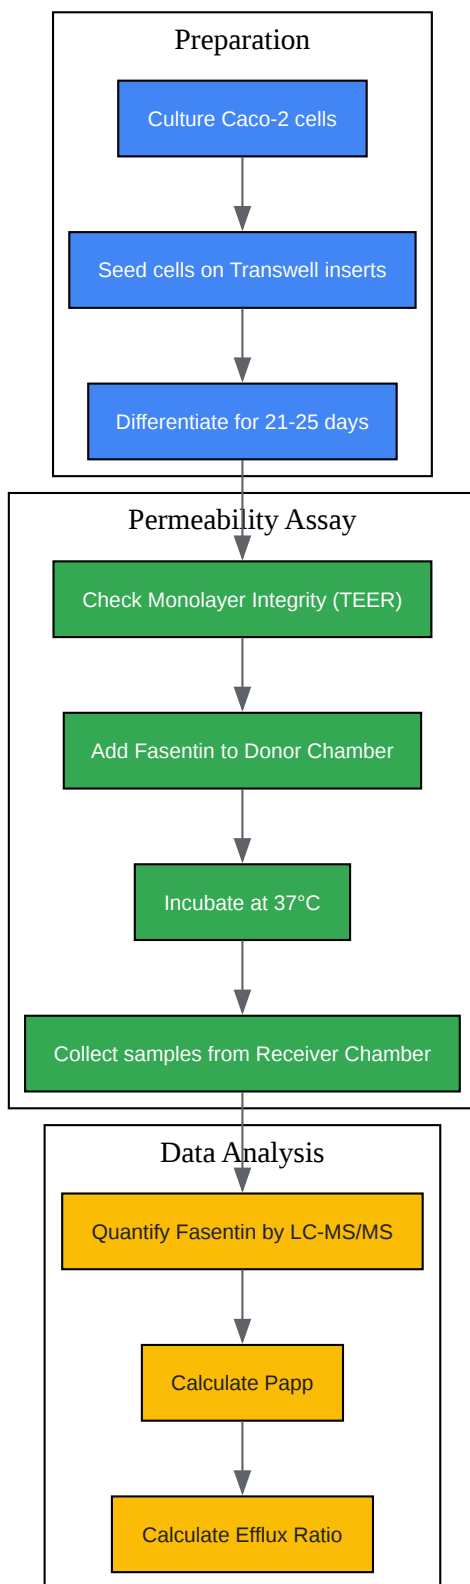 Preparation
Culture Caco-2 cells
Seed cells on Transwell inserts
Differentiate for 21-25 days
Permeability Assay
Check Monolayer Integrity (TEER)
Add Fasentin to Donor Chamber
Incubate at 37°C
Collect samples from Receiver Chamber
Data Analysis
Quantify Fasentin by LC-MS/MS
Calculate Papp
Calculate Efflux Ratio